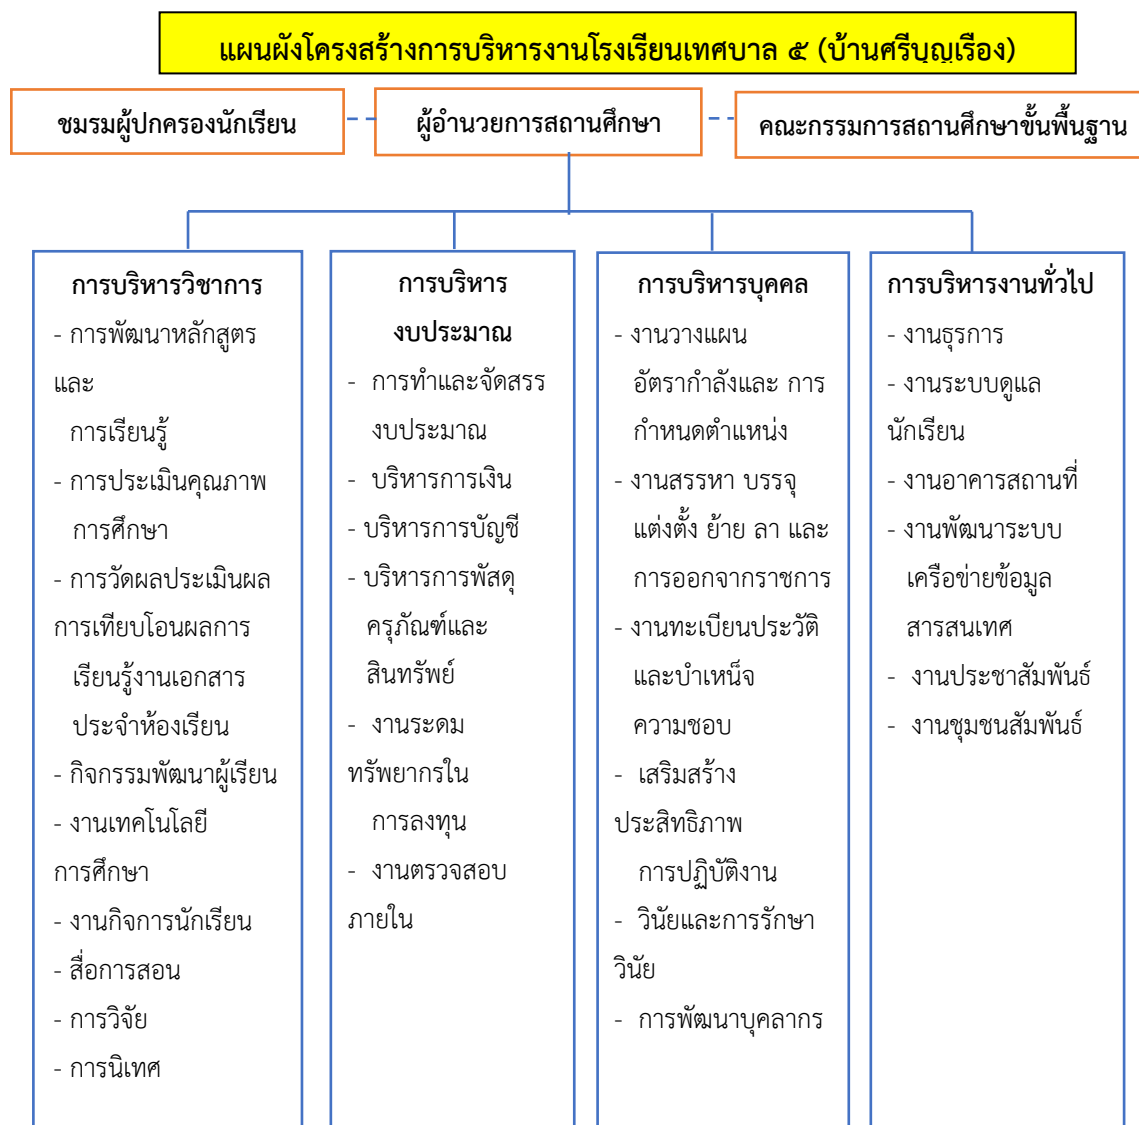 แผนผังโครงสร้างการบริหารงานโรงเรียนเทศบาล ๕ (บ้านศรีบุญเรือง)
ชมรมผู้ปกครองนักเรียน
ผู้อำนวยการสถานศึกษา
คณะกรรมการสถานศึกษาขั้นพื้นฐาน
การบริหารวิชาการ
- การพัฒนาหลักสูตร
และ
การเรียนรู้
- การประเมินคุณภาพ
การศึกษา
- การวัดผลประเมินผล
การเทียบโอนผลการ
เรียนรู้งานเอกสาร
ประจำห้องเรียน
- กิจกรรมพัฒนาผู้เรียน
- งานเทคโนโลยี
การศึกษา
- งานกิจการนักเรียน
- สื่อการสอน
- การวิจัย
- การนิเทศ
การบริหาร
งบประมาณ
- การทำและจัดสรร
งบประมาณ
- บริหารการเงิน
- บริหารการบัญชี
- บริหารการพัสดุ
ครุภัณฑ์และ
สินทรัพย์
- งานระดม
ทรัพยากรใน
การลงทุน
- งานตรวจสอบ
ภายใน
การบริหารบุคคล
- งานวางแผน
อัตรากำลังและ การ
กำหนดตำแหน่ง
- งานสรรหา บรรจุ
แต่งตั้ง ย้าย ลา และ
การออกจากราชการ
- งานทะเบียนประวัติ
และบำเหน็จ
ความชอบ
- เสริมสร้าง
ประสิทธิภาพ
การปฏิบัติงาน
- วินัยและการรักษา
วินัย
- การพัฒนาบุคลากร
การบริหารงานทั่วไป
- งานธุรการ
- งานระบบดูแล
นักเรียน
- งานอาคารสถานที่
- งานพัฒนาระบบ
เครือข่ายข้อมูล
สารสนเทศ
- งานประชาสัมพันธ์
- งานชุมชนสัมพันธ์